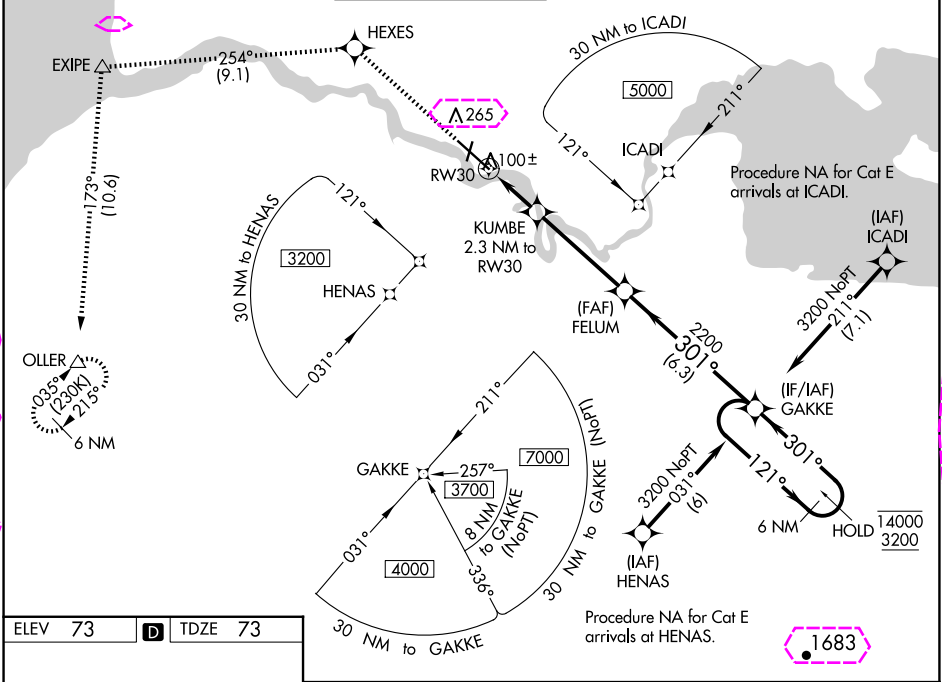 HEXES
EXIPE
254°
(9.1)
173°
(10.6)
OLLER
035°
(230K)
215°
6 NM
265
100±
RW30
30 NM to ICADI
5000
211°
121°
ICADI
Procedure NA for Cat E
arrivals at ICADI.
(IAF)
ICADI
3200 NoPT
211°
(7.1)
30 NM to HENAS
121°
3200
HENAS
031°
KUMBE
2.3 NM to
RW30
(FAF)
FELUM
2200
301°
(6.3)
(IF/IAF)
GAKKE
301°
121°
6 NM
HOLD
14000
3200
3200 NoPT
031°
(6)
(IAF)
HENAS
Procedure NA for Cat E
arrivals at HENAS.
1683
211°
GAKKE
257°
3700
8 NM
to GAKKE
(NoPT)
7000
30 NM to GAKKE (NoPT)
031°
4000
336°
30 NM to GAKKE
ELEV 73
D
TDZE 73